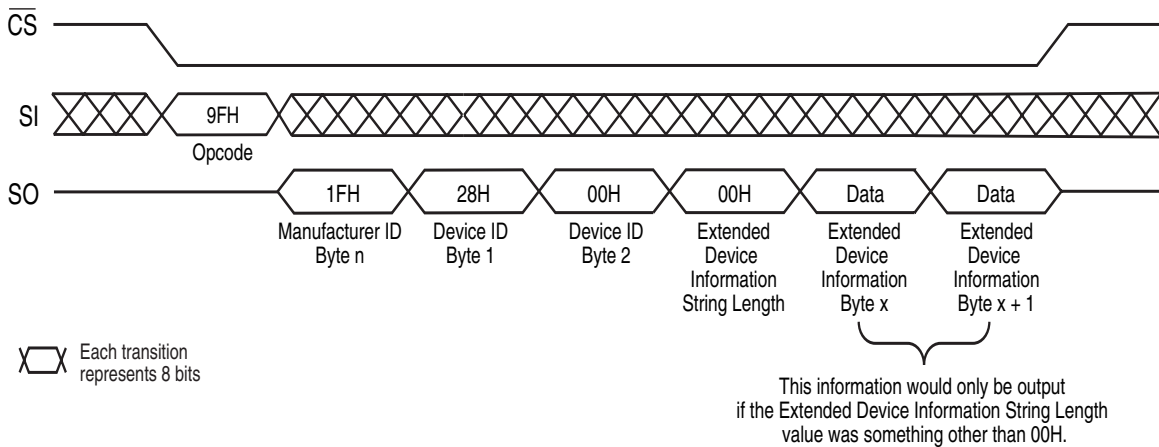 CS
SI
9FH
Opcode
SO
1FH
28H
00H
00H
Data
Data
Manufacturer ID
Byte n
Device ID
Byte 1
Device ID
Byte 2
Extended
Device
Information
String Length
Extended
Device
Information
Byte x
Extended
Device
Information
Byte x + 1
Each transition
represents 8 bits
This information would only be output
if the Extended Device Information String Length
value was something other than 00H.